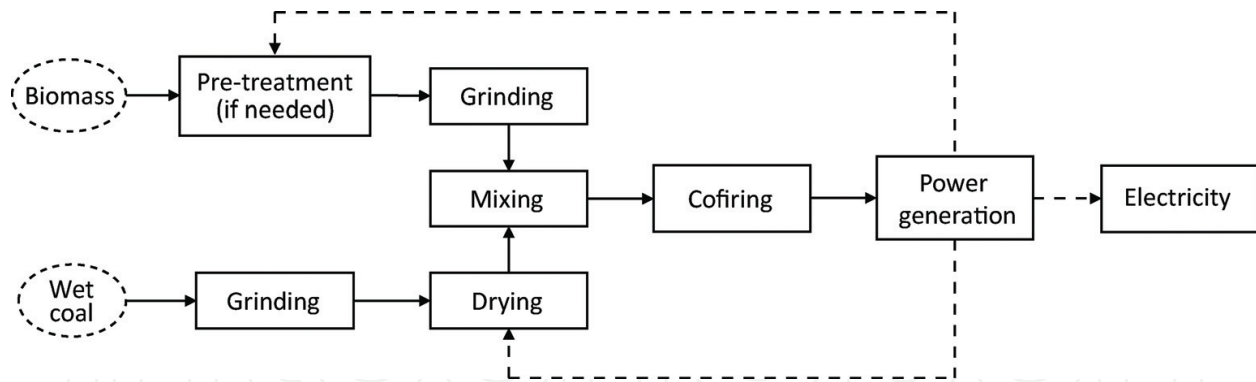 Biomass
Pre-treatment
(if needed)
Grinding
Mixing
Cofiring
Power
generation
Electricity
Wet
coal
Grinding
Drying